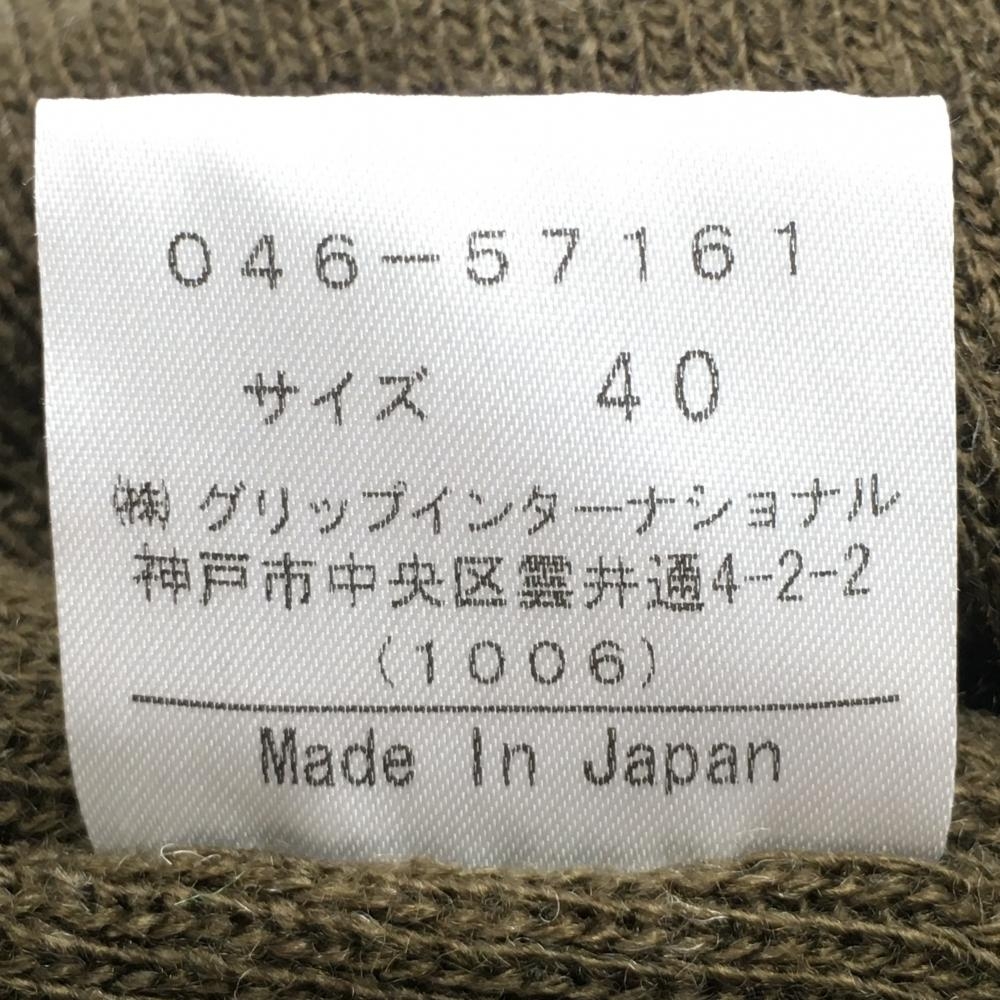 046-57161
サイズ 40
㈱ グリップインターナショナル
神戸市中央区雲井通4-2-2
(1006)
Made In Japan